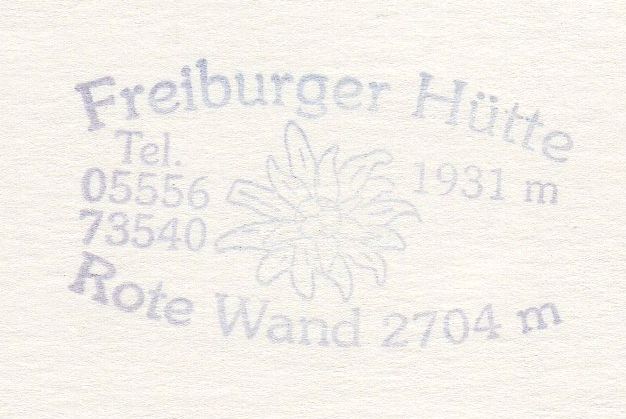 Freiburger Hütte
Tel.
05556
73540
1931 m
Rote Wand 2704 m